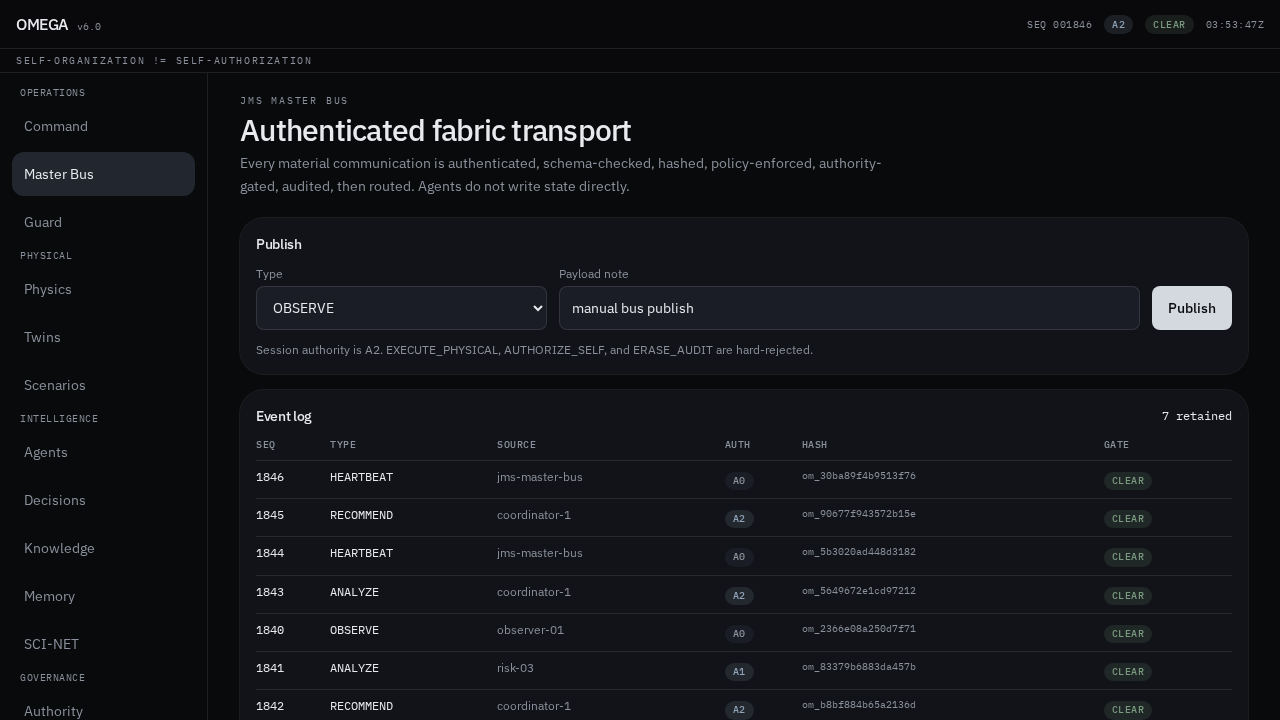 OMEGA v6.0
SEQ 001846 A2 CLEAR 03:53:47Z
SELF-ORGANIZATION != SELF-AUTHORIZATION
OPERATIONS
Command
Master Bus
Guard
PHYSICAL
Physics
Twins
Scenarios
INTELLIGENCE
Agents
Decisions
Knowledge
Memory
SCI-NET
GOVERNANCE
Authority
JMS MASTER BUS
Authenticated fabric transport
Every material communication is authenticated, schema-checked, hashed, policy-enforced, authority-
gated, audited, then routed. Agents do not write state directly.
Publish
Type Payload note
OBSERVE manual bus publish Publish
Session authority is A2. EXECUTE_PHYSICAL, AUTHORIZE_SELF, and ERASE_AUDIT are hard-rejected.
Event log 7 retained
SEQ TYPE SOURCE AUTH HASH GATE
1846 HEARTBEAT jms-master-bus A0 om_30ba89f4b9513f76 CLEAR
1845 RECOMMEND coordinator-1 A2 om_90677f943572b15e CLEAR
1844 HEARTBEAT jms-master-bus A0 om_5b3020ad448d3182 CLEAR
1843 ANALYZE coordinator-1 A2 om_5649672e1cd97212 CLEAR
1840 OBSERVE observer-01 A0 om_2366e08a250d7f71 CLEAR
1841 ANALYZE risk-03 A1 om_83379b6883da457b CLEAR
1842 RECOMMEND coordinator-1 A2 om_b8bf884b65a2136d CLEAR